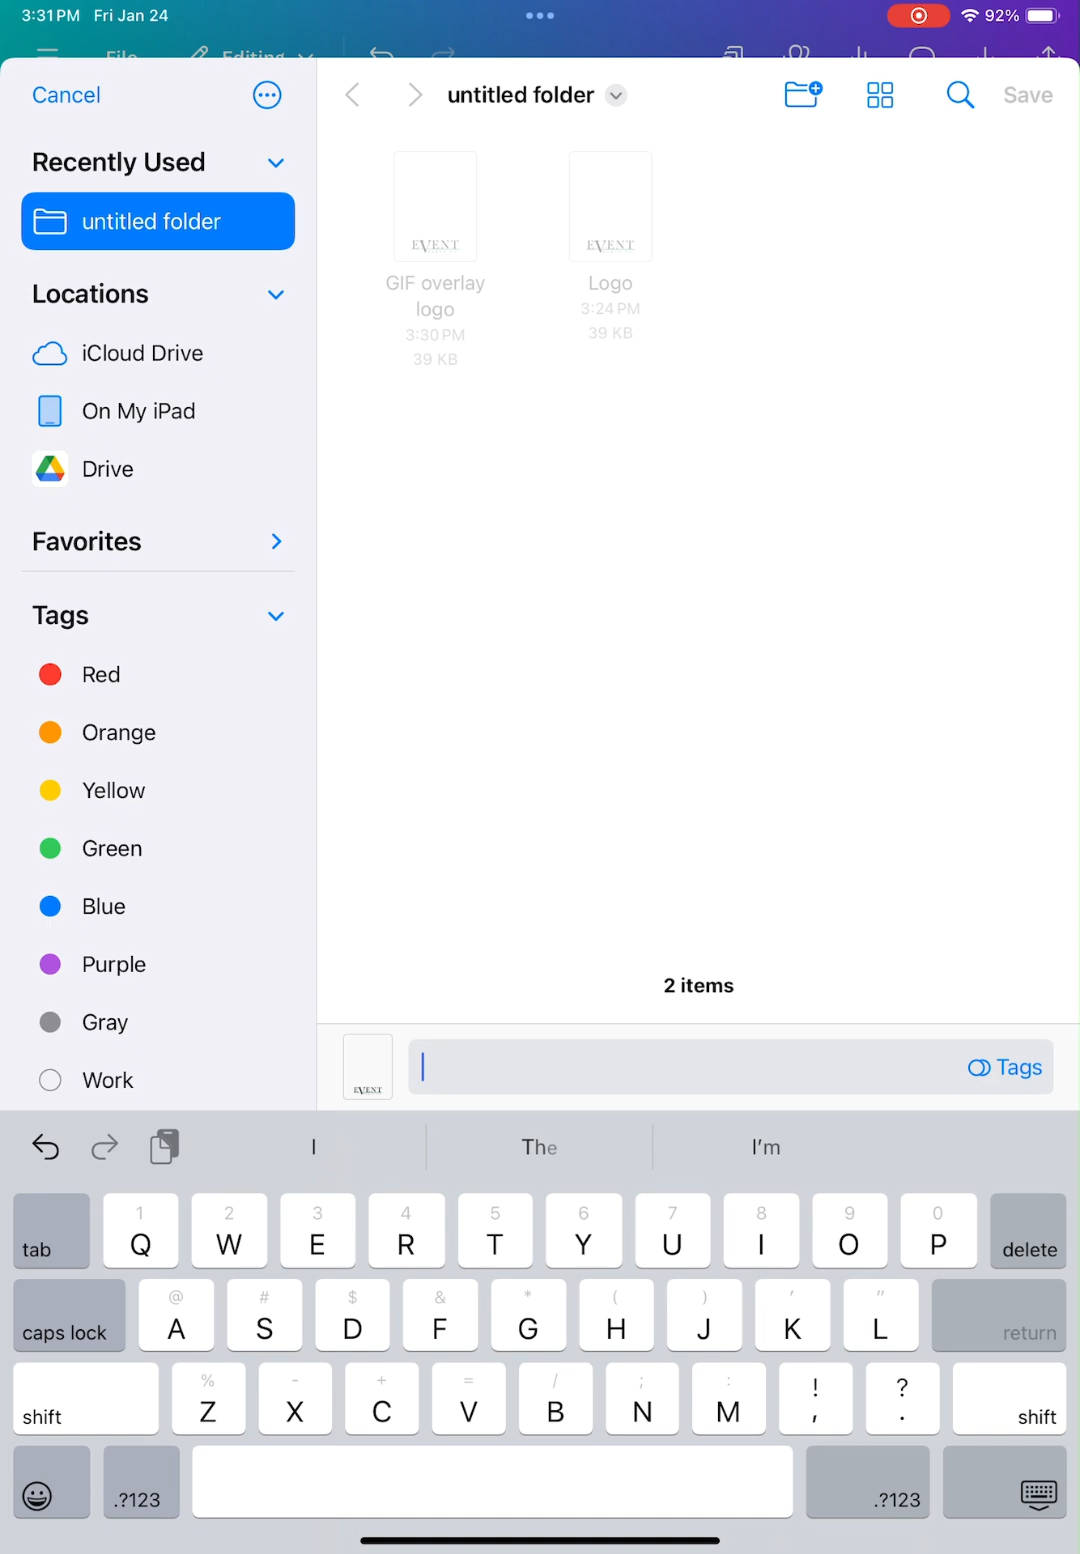 3:31 PM Fri Jan 24
92%
File Editing
Cancel
untitled folder
Save
Recently Used
untitled folder
Locations
iCloud Drive
On My iPad
Drive
Favorites
Tags
Red
Orange
Yellow
Green
Blue
Purple
Gray
Work
EVENT
EVENT
GIF overlay
logo
3:30 PM
39 KB
Logo
3:24 PM
39 KB
2 items
EVENT
Tags
I The I'm
1 2 3 4 5 6 7 8 9 0
tab Q W E R T Y U I O P delete
@ # $ & * ( ) ' "
caps lock A S D F G H J K L return
% - + = / ; : ! ?
shift Z X C V B N M , . shift
.?123 .?123